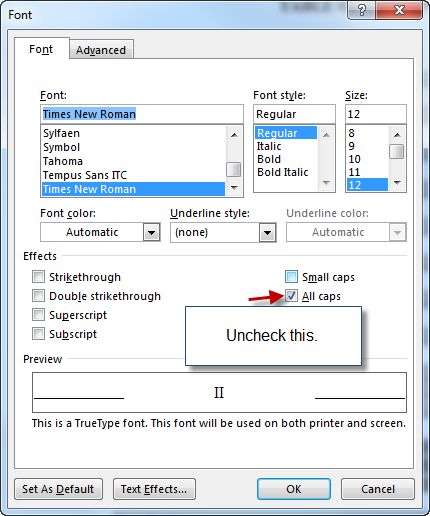 Font
?
Font
Advanced
Font:
Font style:
Size:
Times New Roman
Regular
12
Sylfaen
Symbol
Tahoma
Tempus Sans ITC
Times New Roman
Regular
Italic
Bold
Bold Italic
8
9
10
11
12
Font color:
Underline style:
Underline color:
Automatic
(none)
Automatic
Effects
Strikethrough
Double strikethrough
Superscript
Subscript
Small caps
All caps
Uncheck this.
Preview
II
This is a TrueType font. This font will be used on both printer and screen.
Set As Default
Text Effects...
OK
Cancel